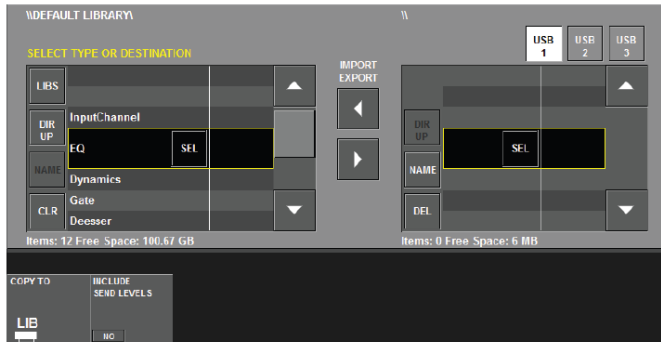 \\DEFAULT LIBRARY\
\\
USB 1
USB 2
USB 3
SELECT TYPE OR DESTINATION
IMPORT
EXPORT
LIBS
DIR UP
InputChannel
EQ
SEL
NAME
Dynamics
CLR
Gate
Deesser
Items: 12 Free Space: 100.67 GB
DIR UP
SEL
NAME
DEL
Items: 0 Free Space: 6 MB
COPY TO
LIB
INCLUDE
SEND LEVELS
NO